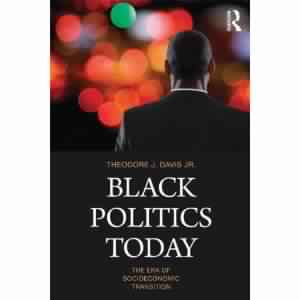 R
THEODORE J. DAVIS JR.
BLACK
POLITICS
TODAY
THE ERA OF
SOCIOECONOMIC
TRANSITION